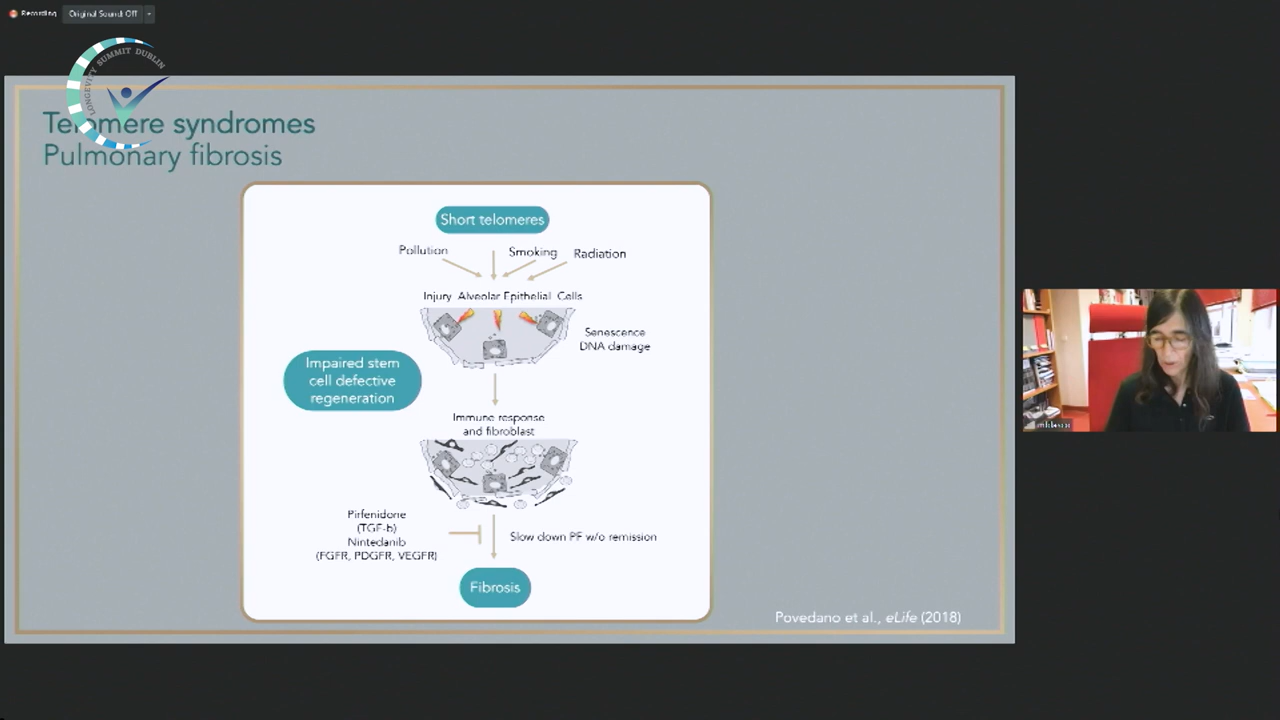 Recording
Original Sound: Off
LONGEVITY SUMMIT DUBLIN
Telomere syndromes
Pulmonary fibrosis
Short telomeres
Pollution
Smoking
Radiation
Injury Alveolar Epithelial Cells
Senescence
DNA damage
Impaired stem
cell defective
regeneration
Immune response
and fibroblast
Pirfenidone
(TGF-b)
Nintedanib
(FGFR, PDGFR, VEGFR)
Slow down PF w/o remission
Fibrosis
Povedano et al., eLife (2018)